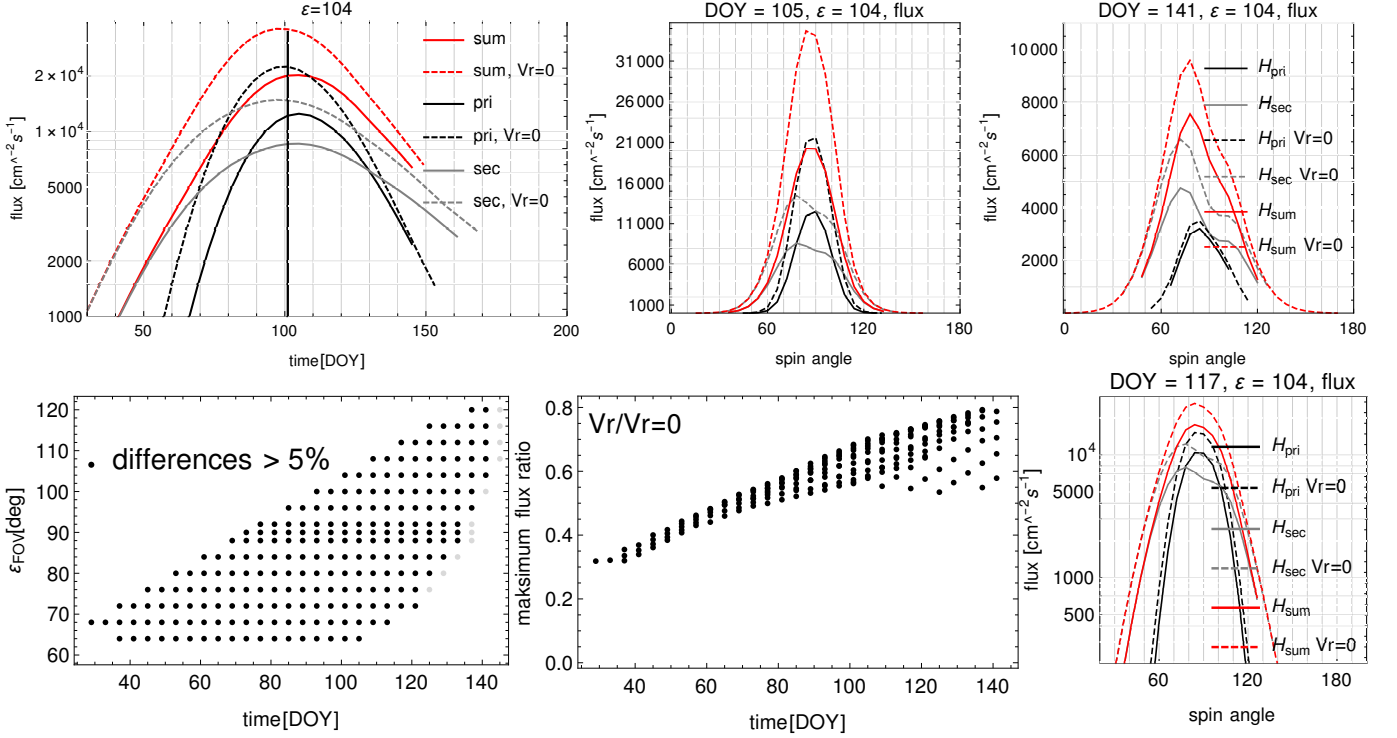 ε=104
flux [cm^⁻² s⁻¹]
2×10⁴
1×10⁴
5000
2000
1000
50
100
150
200
time[DOY]
sum
sum, Vr=0
pri
pri, Vr=0
sec
sec, Vr=0
DOY = 105, ε = 104, flux
flux [cm^⁻² s⁻¹]
31 000
26 000
21 000
16 000
11 000
6000
1000
0
60
120
180
spin angle
DOY = 141, ε = 104, flux
flux [cm^⁻² s⁻¹]
10 000
8000
6000
4000
2000
0
60
120
180
spin angle
H_pri
H_sec
H_pri Vr=0
H_sec Vr=0
H_sum
H_sum Vr=0
ε_FOV[deg]
120
110
100
90
80
70
60
40
60
80
100
120
140
time[DOY]
differences > 5%
maksimum flux ratio
0.8
0.6
0.4
0.2
0.0
40
60
80
100
120
140
time[DOY]
Vr/Vr=0
DOY = 117, ε = 104, flux
flux [cm^⁻² s⁻¹]
10⁴
5000
1000
500
60
120
180
spin angle
H_pri
H_pri Vr=0
H_sec
H_sec Vr=0
H_sum
H_sum Vr=0